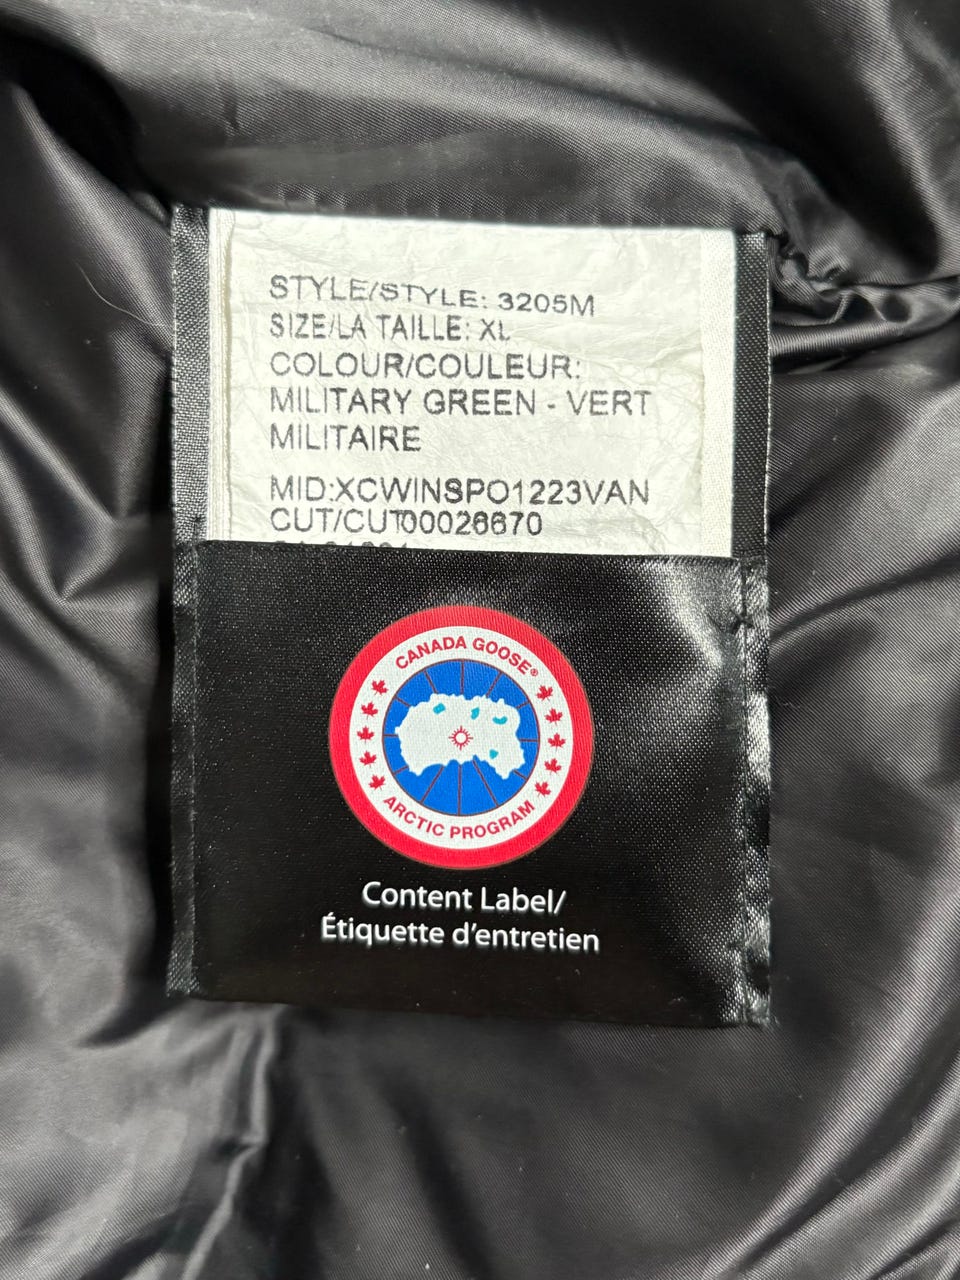 STYLE/STYLE: 3205M
SIZE/LA TAILLE: XL
COLOUR/COULEUR:
MILITARY GREEN - VERT
MILITAIRE
MID:XCWINSPO1223VAN
CUT/CUT00026670
CANADA GOOSE®
ARCTIC PROGRAM
Content Label/
Étiquette d'entretien